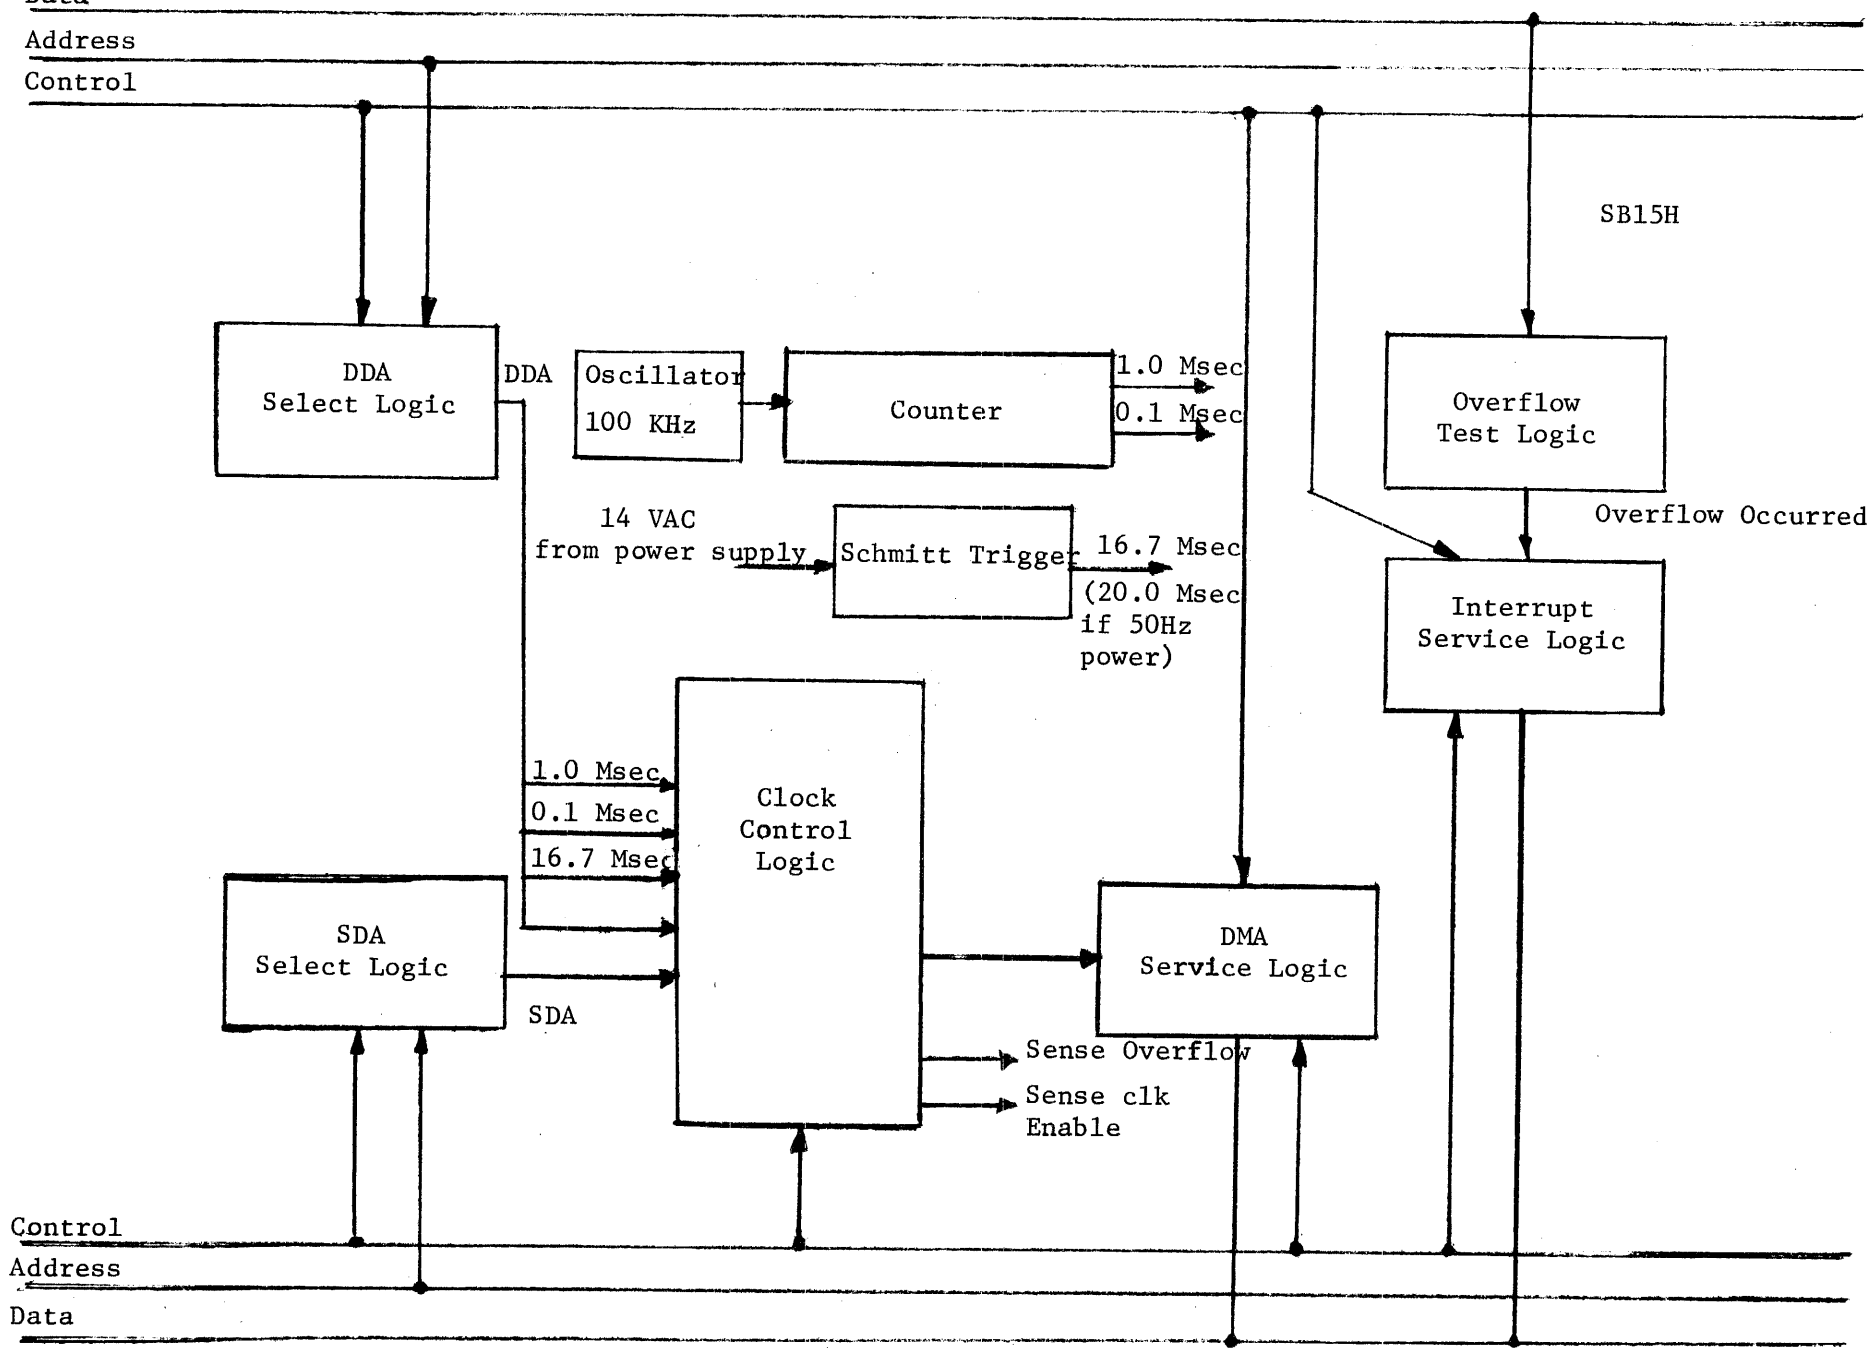 Data
Address
Control
SB15H
DDA
Select Logic
DDA
Oscillator
100 KHz
Counter
1.0 Msec
0.1 Msec
Overflow
Test Logic
14 VAC
from power supply
Schmitt Trigger
16.7 Msec
(20.0 Msec
if 50Hz
power)
Overflow Occurred
Interrupt
Service Logic
1.0 Msec
0.1 Msec
16.7 Msec
Clock
Control
Logic
SDA
Select Logic
SDA
DMA
Service Logic
Sense Overflow
Sense clk
Enable
Control
Address
Data